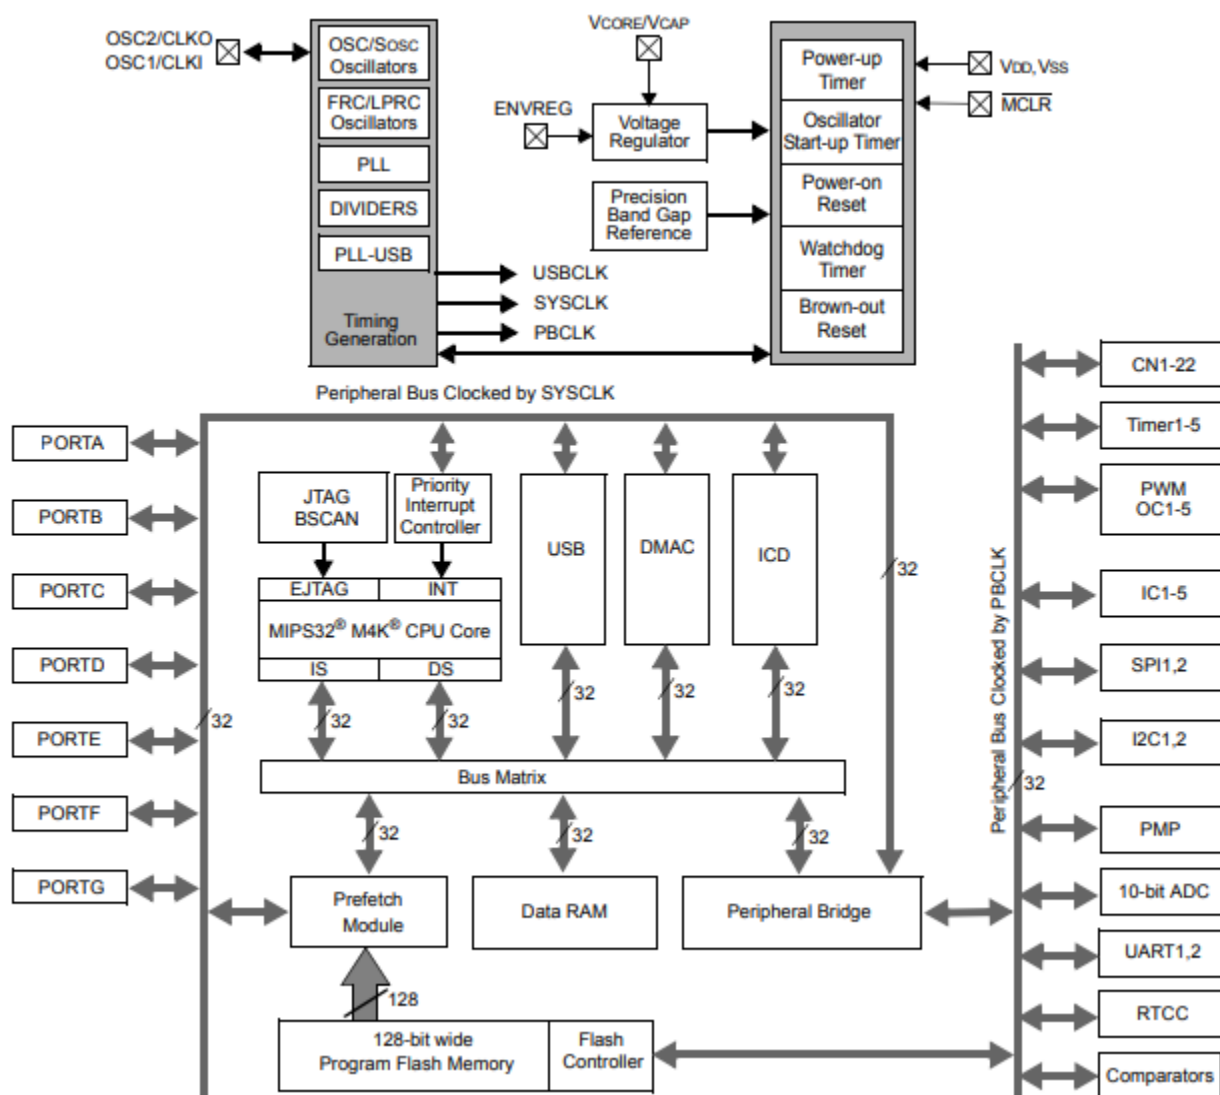 OSC2/CLKO
OSC1/CLKI
OSC/SOSC
Oscillators
FRC/LPRC
Oscillators
PLL
DIVIDERS
PLL-USB
Timing
Generation
USBCLK
SYSCLK
PBCLK
VCORE/VCAP
ENVREG
Voltage
Regulator
Precision
Band Gap
Reference
Power-up
Timer
Oscillator
Start-up Timer
Power-on
Reset
Watchdog
Timer
Brown-out
Reset
VDD, VSS
MCLR
Peripheral Bus Clocked by SYSCLK
PORTA
PORTB
PORTC
PORTD
PORTE
PORTF
PORTG
32
JTAG
BSCAN
Priority
Interrupt
Controller
EJTAG
INT
MIPS32® M4K® CPU Core
IS
DS
USB
DMAC
ICD
32
32
32
32
32
32
Bus Matrix
32
32
32
Prefetch
Module
Data RAM
Peripheral Bridge
128
128-bit wide
Program Flash Memory
Flash
Controller
Peripheral Bus Clocked by PBCLK
32
CN1-22
Timer1-5
PWM
OC1-5
IC1-5
SPI1,2
I2C1,2
PMP
10-bit ADC
UART1,2
RTCC
Comparators